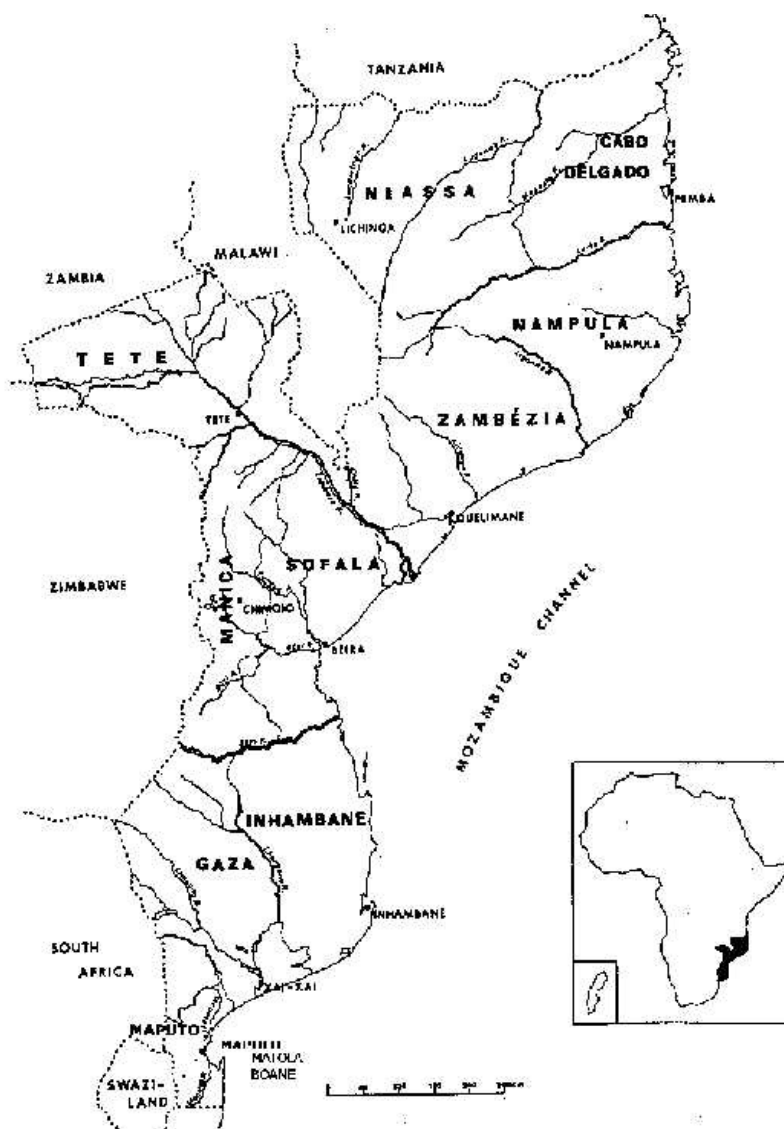 TANZANIA
CABO
DELGADO
NIASSA
PEMBA
LICHINGA
MALAWI
ZAMBIA
NAMPULA
NAMPULA
TETE
ZAMBÉZIA
TETE
QUELIMANE
SOFALA
ZIMBABWE
MANICA
CHIMOIO
BEIRA
MOZAMBIQUE CHANNEL
INHAMBANE
GAZA
INHAMBANE
SOUTH
AFRICA
XAI-XAI
MAPUTO
MAPUTO
MATOLA
BOANE
SWAZI-
LAND